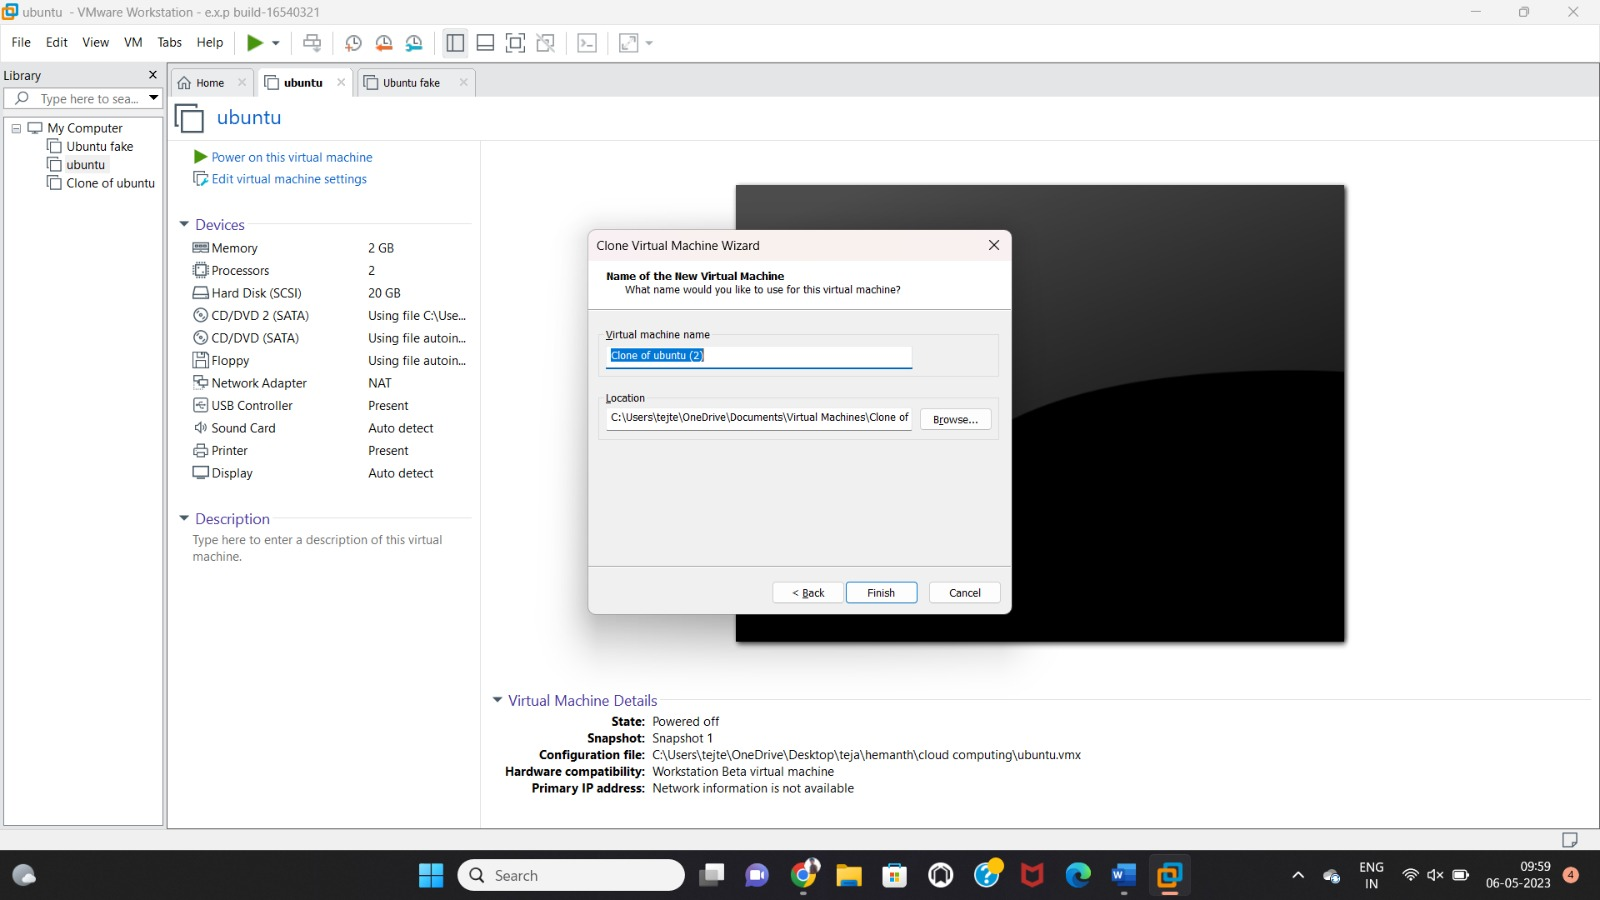 ubuntu - VMware Workstation - e.x.p build-16540321
File Edit View VM Tabs Help
Library
Type here to sea...
My Computer
Ubuntu fake
ubuntu
Clone of ubuntu
Home ubuntu Ubuntu fake
ubuntu
Power on this virtual machine
Edit virtual machine settings
Devices
Memory 2 GB
Processors 2
Hard Disk (SCSI) 20 GB
CD/DVD 2 (SATA) Using file C:\Use...
CD/DVD (SATA) Using file autoin...
Floppy Using file autoin...
Network Adapter NAT
USB Controller Present
Sound Card Auto detect
Printer Present
Display Auto detect
Description
Type here to enter a description of this virtual
machine.
Clone Virtual Machine Wizard
Name of the New Virtual Machine
What name would you like to use for this virtual machine?
Virtual machine name
Clone of ubuntu (2)
Location
C:\Users\tejte\OneDrive\Documents\Virtual Machines\Clone of
Browse...
< Back Finish Cancel
Virtual Machine Details
State: Powered off
Snapshot: Snapshot 1
Configuration file: C:\Users\tejte\OneDrive\Desktop\teja\hemanth\cloud computing\ubuntu.vmx
Hardware compatibility: Workstation Beta virtual machine
Primary IP address: Network information is not available
Search
ENG
IN
09:59
06-05-2023
4